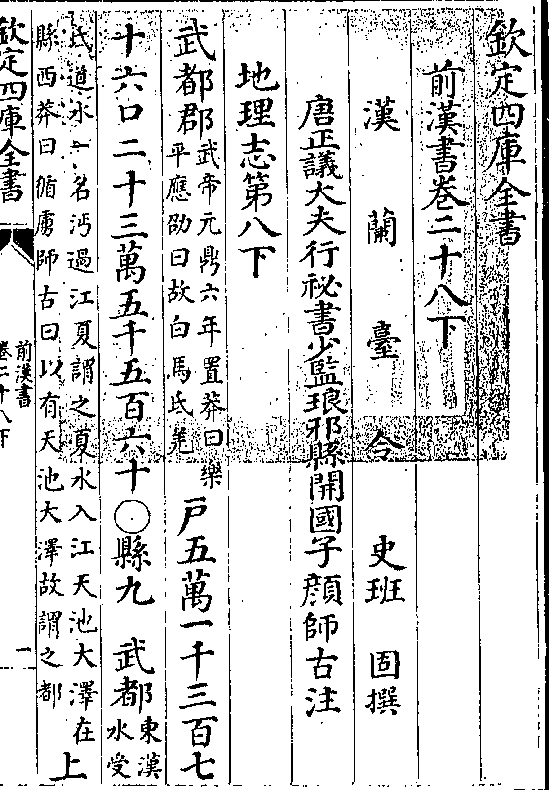 欽定四庫全書
前漢書卷二十八下
漢 蘭 臺 令 史班 固撰
唐正議大夫行祕書少監琅邪縣開國子顔師古注
地理志第八下
武都郡武帝元鼎六年置莽曰樂平應劭曰故白馬氐羌戸五萬一千三百七
十六口二十三萬五千五百六十〇縣九 武都東漢水受
氐道水一名沔過江夏謂之夏水入江天池大澤在縣西莽曰循虜師古曰以有天池大澤故謂之都上
欽定四庫全書
前漢書
卷二十八下
一